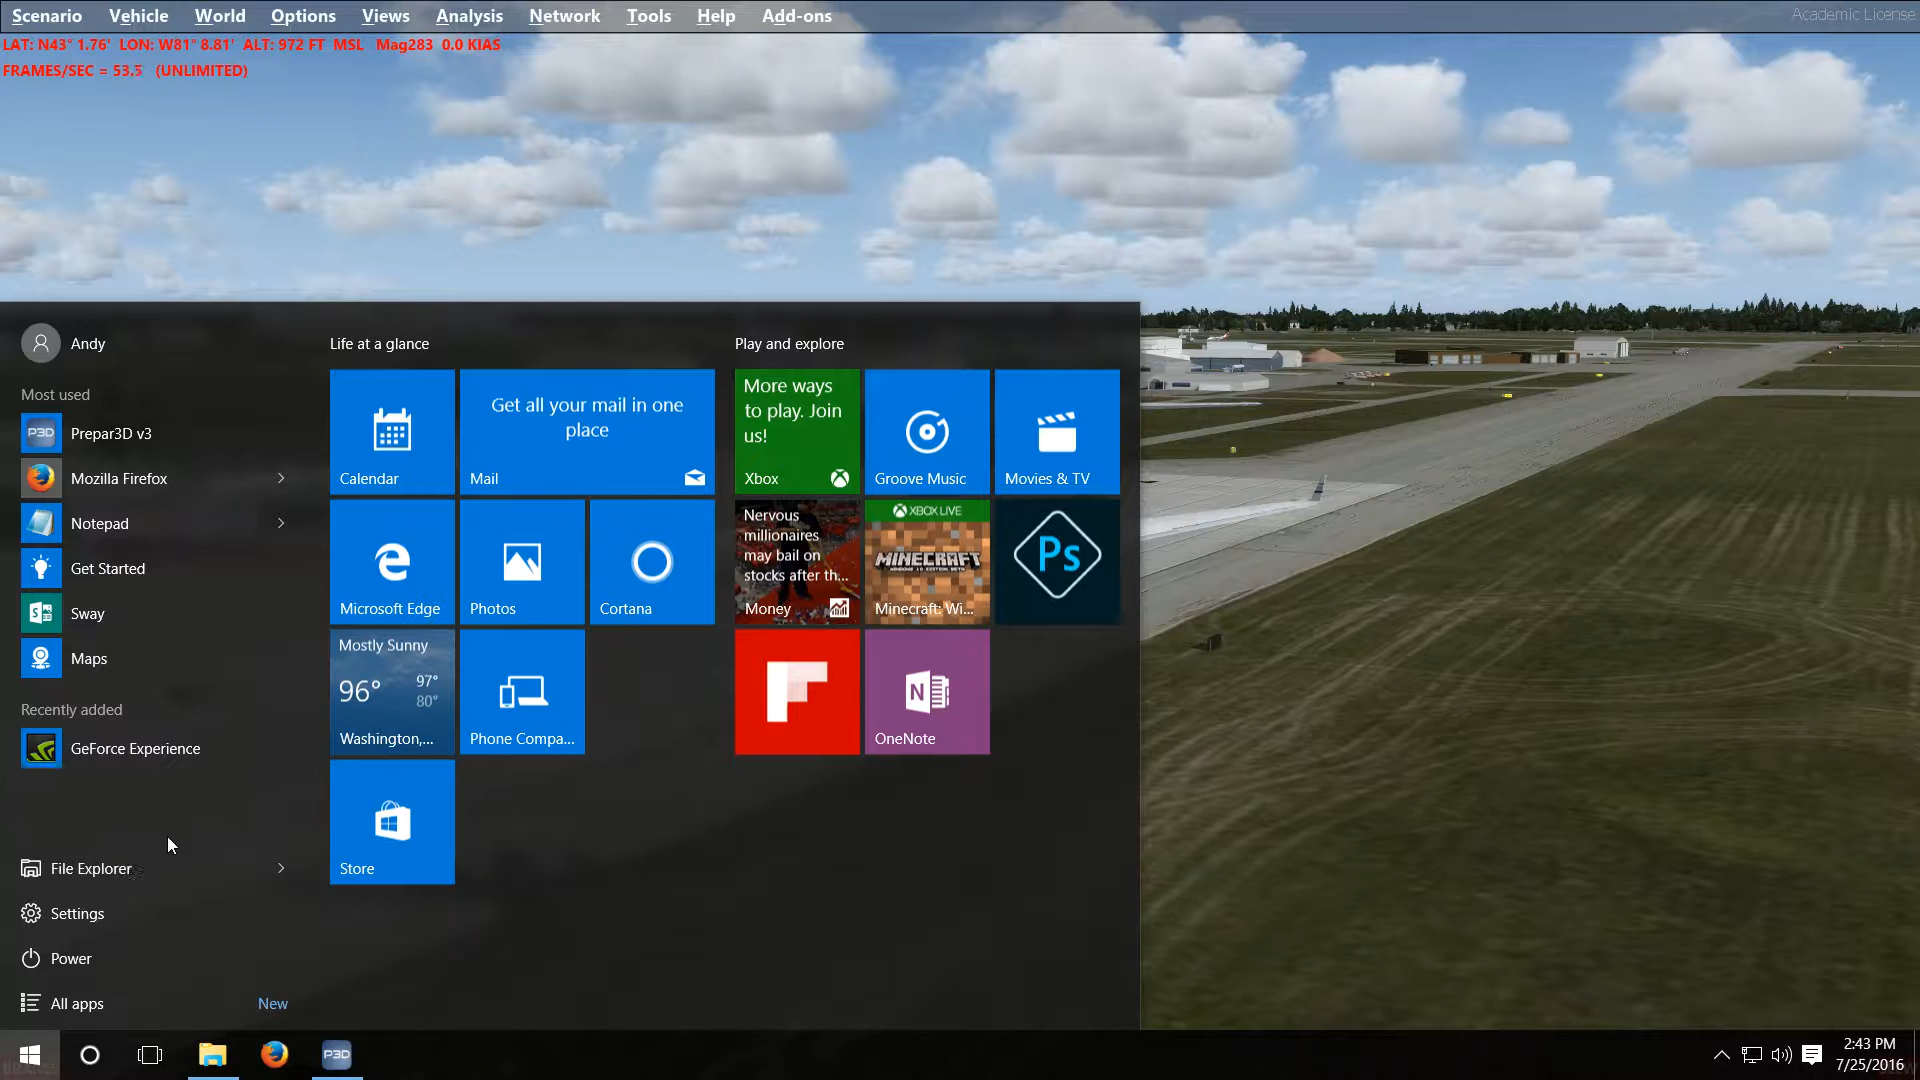 Scenario Vehicle World Options Views Analysis Network Tools Help Add-ons
Academic License
LAT: N43° 1.76' LON: W81° 8.81' ALT: 972 FT MSL Mag283 0.0 KIAS
FRAMES/SEC = 53.5 (UNLIMITED)
Andy
Most used
P3D
Prepar3D v3
Mozilla Firefox
Notepad
Get Started
Sway
Maps
Recently added
GeForce Experience
File Explorer
Settings
Power
All apps New
Life at a glance
Calendar
Get all your mail in one
place
Mail
Microsoft Edge
Photos
Cortana
Mostly Sunny
96° 97°
80°
Washington,...
Phone Compa...
Store
Play and explore
More ways
to play. Join
us!
Xbox
Groove Music
Movies & TV
Nervous
millionaires
may bail on
stocks after th...
Money
XBOX LIVE
MINECRAFT
WINDOWS 10 EDITION BETA
Minecraft: Wi...
Ps
N
OneNote
P3D
2:43 PM
7/25/2016